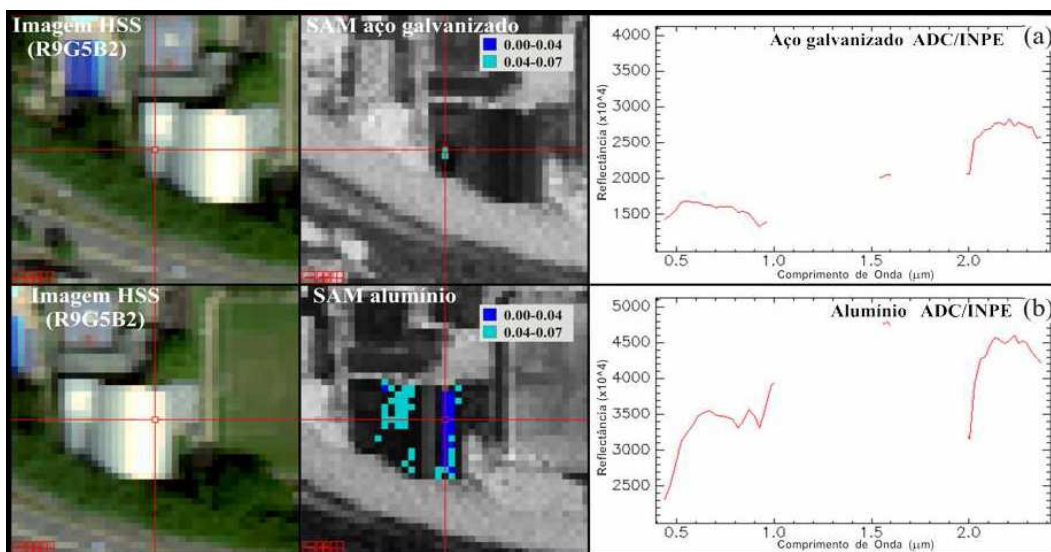 Imagem HSS
(R9G5B2)
SAM aço galvanizado
0.00-0.04
0.04-0.07
Aço galvanizado ADC/INPE
(a)
Reflectância (x10^4)
4000
3500
3000
2500
2000
1500
0.5
1.0
1.5
2.0
Comprimento de Onda (μm)
Imagem HSS
(R9G5B2)
SAM alumínio
0.00-0.04
0.04-0.07
Alumínio ADC/INPE
(b)
Reflectância (x10^4)
5000
4500
4000
3500
3000
2500
0.5
1.0
1.5
2.0
Comprimento de Onda (μm)